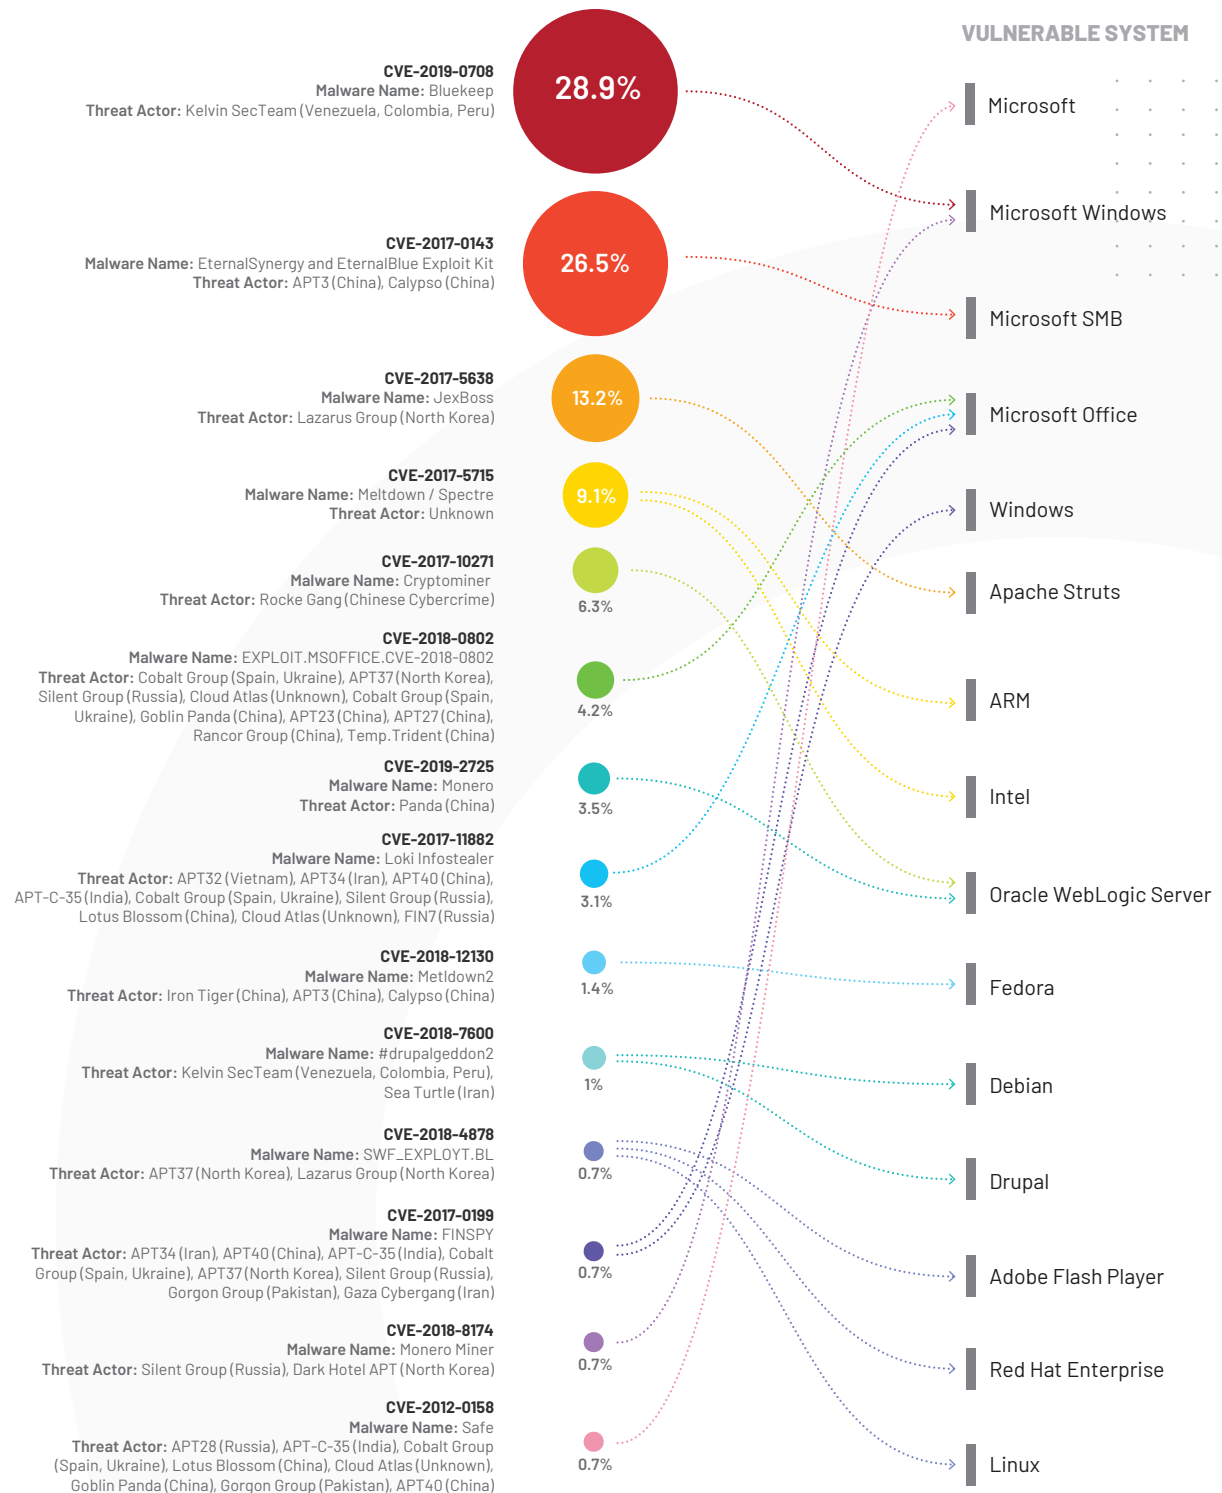 VULNERABLE SYSTEM
CVE-2019-0708
Malware Name: Bluekeep
Threat Actor: Kelvin SecTeam (Venezuela, Colombia, Peru)
28.9%
CVE-2017-0143
Malware Name: EternalSynergy and EternalBlue Exploit Kit
Threat Actor: APT3 (China), Calypso (China)
26.5%
CVE-2017-5638
Malware Name: JexBoss
Threat Actor: Lazarus Group (North Korea)
13.2%
CVE-2017-5715
Malware Name: Meltdown / Spectre
Threat Actor: Unknown
9.1%
CVE-2017-10271
Malware Name: Cryptominer
Threat Actor: Rocke Gang (Chinese Cybercrime)
6.3%
CVE-2018-0802
Malware Name: EXPLOIT.MSOFFICE.CVE-2018-0802
Threat Actor: Cobalt Group (Spain, Ukraine), APT37 (North Korea),
Silent Group (Russia), Cloud Atlas (Unknown), Cobalt Group (Spain,
Ukraine), Goblin Panda (China), APT23 (China), APT27 (China),
Rancor Group (China), Temp.Trident (China)
4.2%
CVE-2019-2725
Malware Name: Monero
Threat Actor: Panda (China)
3.5%
CVE-2017-11882
Malware Name: Loki Infostealer
Threat Actor: APT32 (Vietnam), APT34 (Iran), APT40 (China),
APT-C-35 (India), Cobalt Group (Spain, Ukraine), Silent Group (Russia),
Lotus Blossom (China), Cloud Atlas (Unknown), FIN7 (Russia)
3.1%
CVE-2018-12130
Malware Name: Metldown2
Threat Actor: Iron Tiger (China), APT3 (China), Calypso (China)
1.4%
CVE-2018-7600
Malware Name: #drupalgeddon2
Threat Actor: Kelvin SecTeam (Venezuela, Colombia, Peru),
Sea Turtle (Iran)
1%
CVE-2018-4878
Malware Name: SWF_EXPLOYT.BL
Threat Actor: APT37 (North Korea), Lazarus Group (North Korea)
0.7%
CVE-2017-0199
Malware Name: FINSPY
Threat Actor: APT34 (Iran), APT40 (China), APT-C-35 (India), Cobalt
Group (Spain, Ukraine), APT37 (North Korea), Silent Group (Russia),
Gorgon Group (Pakistan), Gaza Cybergang (Iran)
0.7%
CVE-2018-8174
Malware Name: Monero Miner
Threat Actor: Silent Group (Russia), Dark Hotel APT (North Korea)
0.7%
CVE-2012-0158
Malware Name: Safe
Threat Actor: APT28 (Russia), APT-C-35 (India), Cobalt Group
(Spain, Ukraine), Lotus Blossom (China), Cloud Atlas (Unknown),
Goblin Panda (China), Gorgon Group (Pakistan), APT40 (China)
0.7%
Microsoft
Microsoft Windows
Microsoft SMB
Microsoft Office
Windows
Apache Struts
ARM
Intel
Oracle WebLogic Server
Fedora
Debian
Drupal
Adobe Flash Player
Red Hat Enterprise
Linux